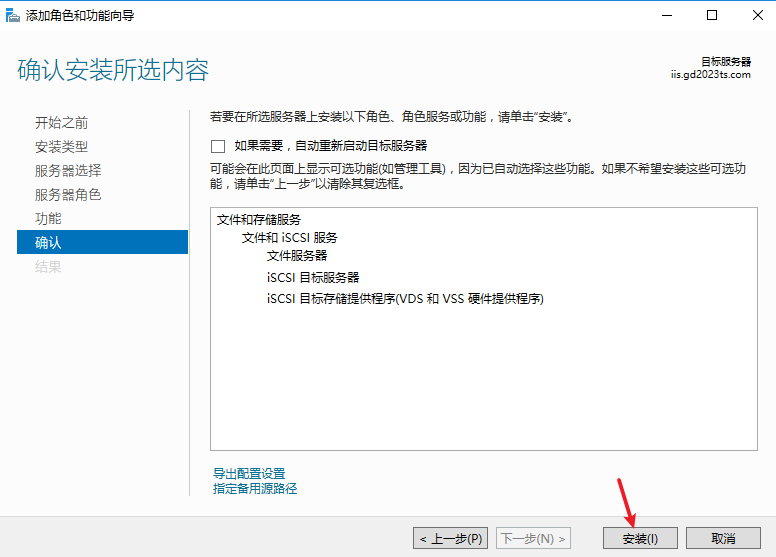 添加角色和功能向导
确认安装所选内容
目标服务器
iis.gd2023ts.com
开始之前
安装类型
服务器选择
服务器角色
功能
确认
结果
若要在所选服务器上安装以下角色、角色服务或功能，请单击“安装”。
如果需要，自动重新启动目标服务器
可能会在此页面上显示可选功能(如管理工具)，因为已自动选择这些功能。如果不希望安装这些可选功
能，请单击“上一步”以清除其复选框。
文件和存储服务
文件和 iSCSI 服务
文件服务器
iSCSI 目标服务器
iSCSI 目标存储提供程序(VDS 和 VSS 硬件提供程序)
导出配置设置
指定备用源路径
< 上一步(P)
下一步(N) >
安装(I)
取消